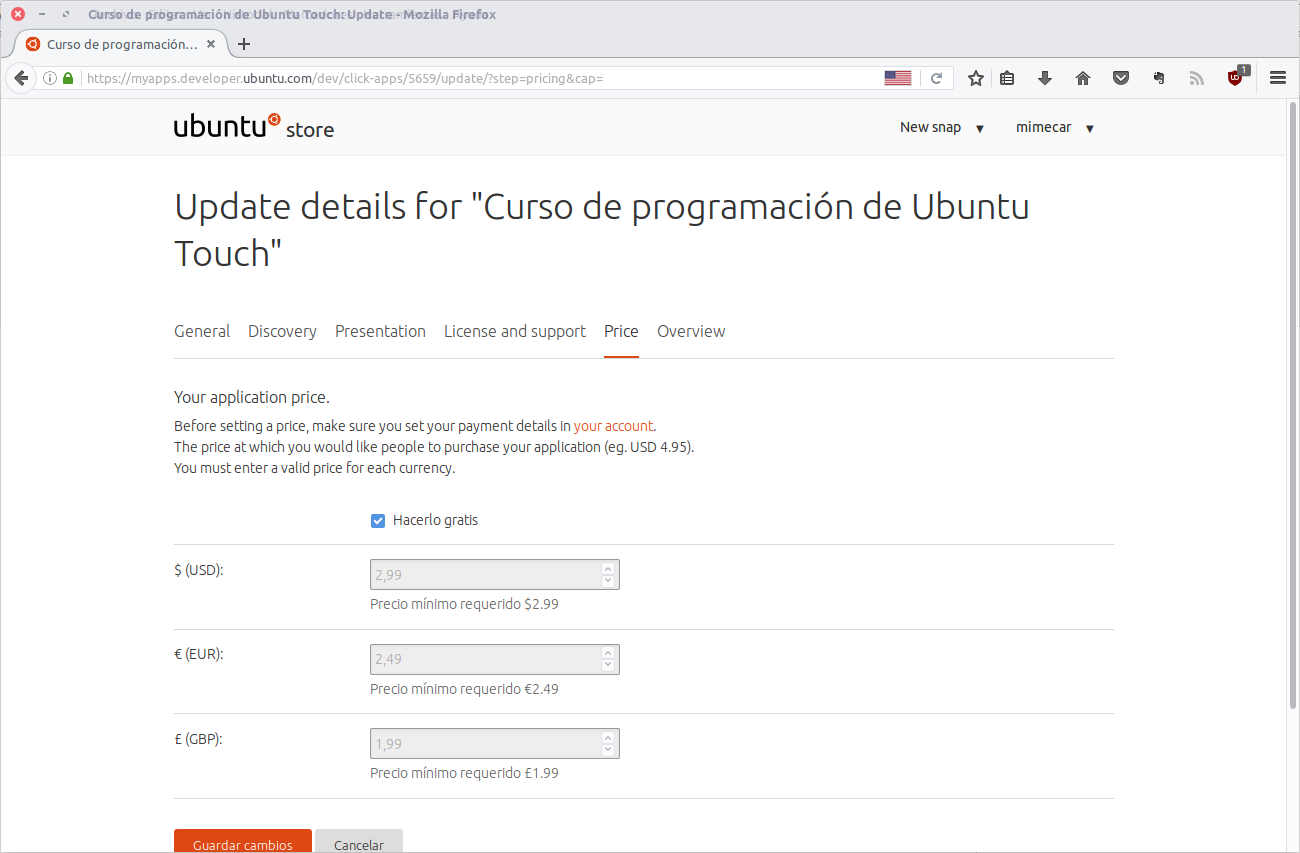 Curso de programación de Ubuntu Touch: Update - Mozilla Firefox
Curso de programación…
https://myapps.developer.ubuntu.com/dev/click-apps/5659/update/?step=pricing&cap=
1
ubuntu store
New snap
mimecar
Update details for "Curso de programación de Ubuntu
Touch"
General Discovery Presentation License and support Price Overview
Your application price.
Before setting a price, make sure you set your payment details in your account.
The price at which you would like people to purchase your application (eg. USD 4.95).
You must enter a valid price for each currency.
Hacerlo gratis
$ (USD):
2,99
Precio mínimo requerido $2.99
€ (EUR):
2,49
Precio mínimo requerido €2.49
£ (GBP):
1,99
Precio mínimo requerido £1.99
Guardar cambios Cancelar